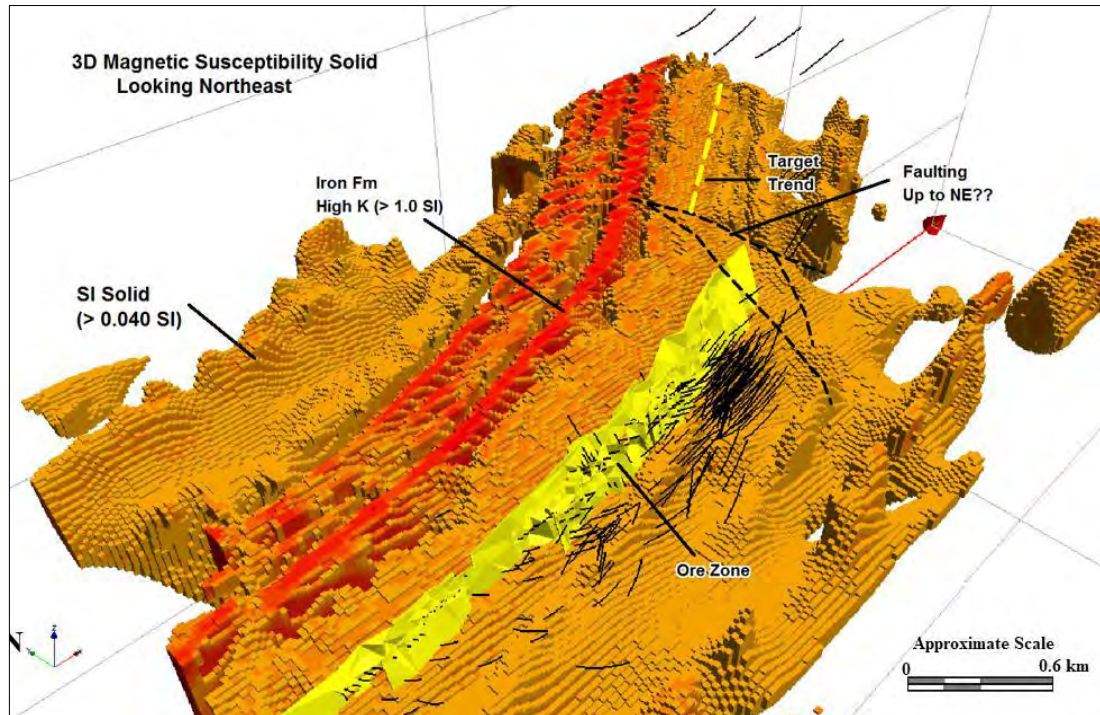 3D Magnetic Susceptibility Solid
Looking Northeast
Target
Trend
Faulting
Up to NE??
Iron Fm
High K (> 1.0 SI)
SI Solid
(> 0.040 SI)
Ore Zone
N
Z
Approximate Scale
0
0.6 km